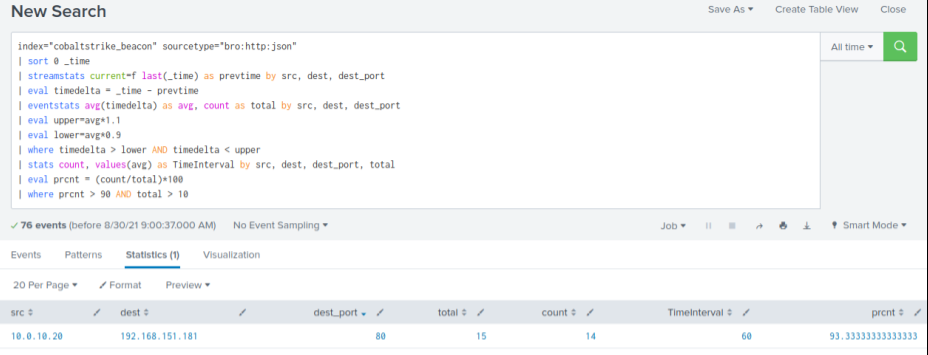 New Search
Save As ▾ Create Table View Close
index="cobaltstrike_beacon" sourcetype="bro:http:json"
| sort 0 _time
| streamstats current=f last(_time) as prevtime by src, dest, dest_port
| eval timedelta = _time - prevtime
| eventstats avg(timedelta) as avg, count as total by src, dest, dest_port
| eval upper=avg*1.1
| eval lower=avg*0.9
| where timedelta > lower AND timedelta < upper
| stats count, values(avg) as TimeInterval by src, dest, dest_port, total
| eval prcnt = (count/total)*100
| where prcnt > 90 AND total > 10
All time ▾
✓ 76 events (before 8/30/21 9:00:37.000 AM) No Event Sampling ▾ Job ▾ Smart Mode ▾
Events Patterns Statistics (1) Visualization
20 Per Page ▾ Format Preview ▾
src dest dest_port total count TimeInterval prcnt
10.0.10.20 192.168.151.181 80 15 14 60 93.33333333333333